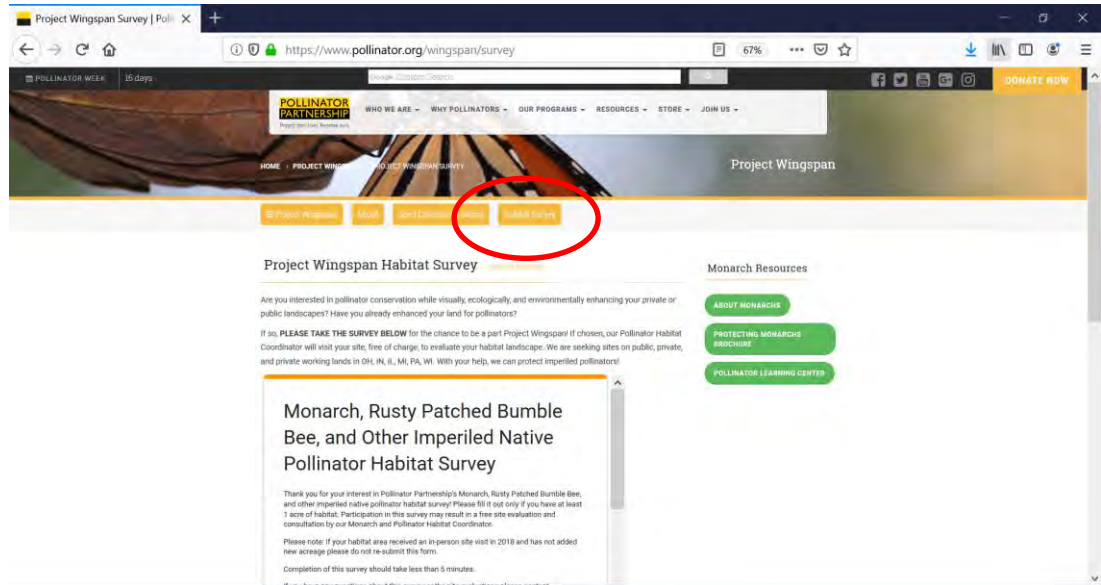 Project Wingspan Survey | Poll
https://www.pollinator.org/wingspan/survey 67%
POLLINATOR WEEK 15 days Google Custom Search DONATE NOW
POLLINATOR
PARTNERSHIP
WHO WE ARE WHY POLLINATORS OUR PROGRAMS RESOURCES STORE JOIN US
HOME PROJECT PROJECT WINGSPAN SURVEY
Project Wingspan
Project Wingspan About Habitat Survey
Project Wingspan Habitat Survey
Are you interested in pollinator conservation while visually, ecologically, and environmentally enhancing your private or
public landscapes? Have you already enhanced your land for pollinators?
If so, PLEASE TAKE THE SURVEY BELOW for the chance to be a part Project Wingspan! If chosen, our Pollinator Habitat
Coordinator will visit your site, free of charge, to evaluate your habitat landscape. We are seeking sites on public, private,
and private working lands in OH, IN, IL, MI, PA, WI. With your help, we can protect imperiled pollinators!
Monarch Resources
ABOUT MONARCHS
PROTECTING MONARCHS
BROCHURE
POLLINATOR LEARNING CENTER
Monarch, Rusty Patched Bumble
Bee, and Other Imperiled Native
Pollinator Habitat Survey
Thank you for your interest in Pollinator Partnership's Monarch, Rusty Patched Bumble Bee,
and other imperiled native pollinator habitat survey! Please fill it out only if you have at least
1 acre of habitat. Participation in this survey may result in a free site evaluation and
consultation by our Monarch and Pollinator Habitat Coordinator.
Please note: If your habitat area received an in-person site visit in 2018 and has not added
new acreage please do not re-submit this form.
Completion of this survey should take less than 5 minutes.